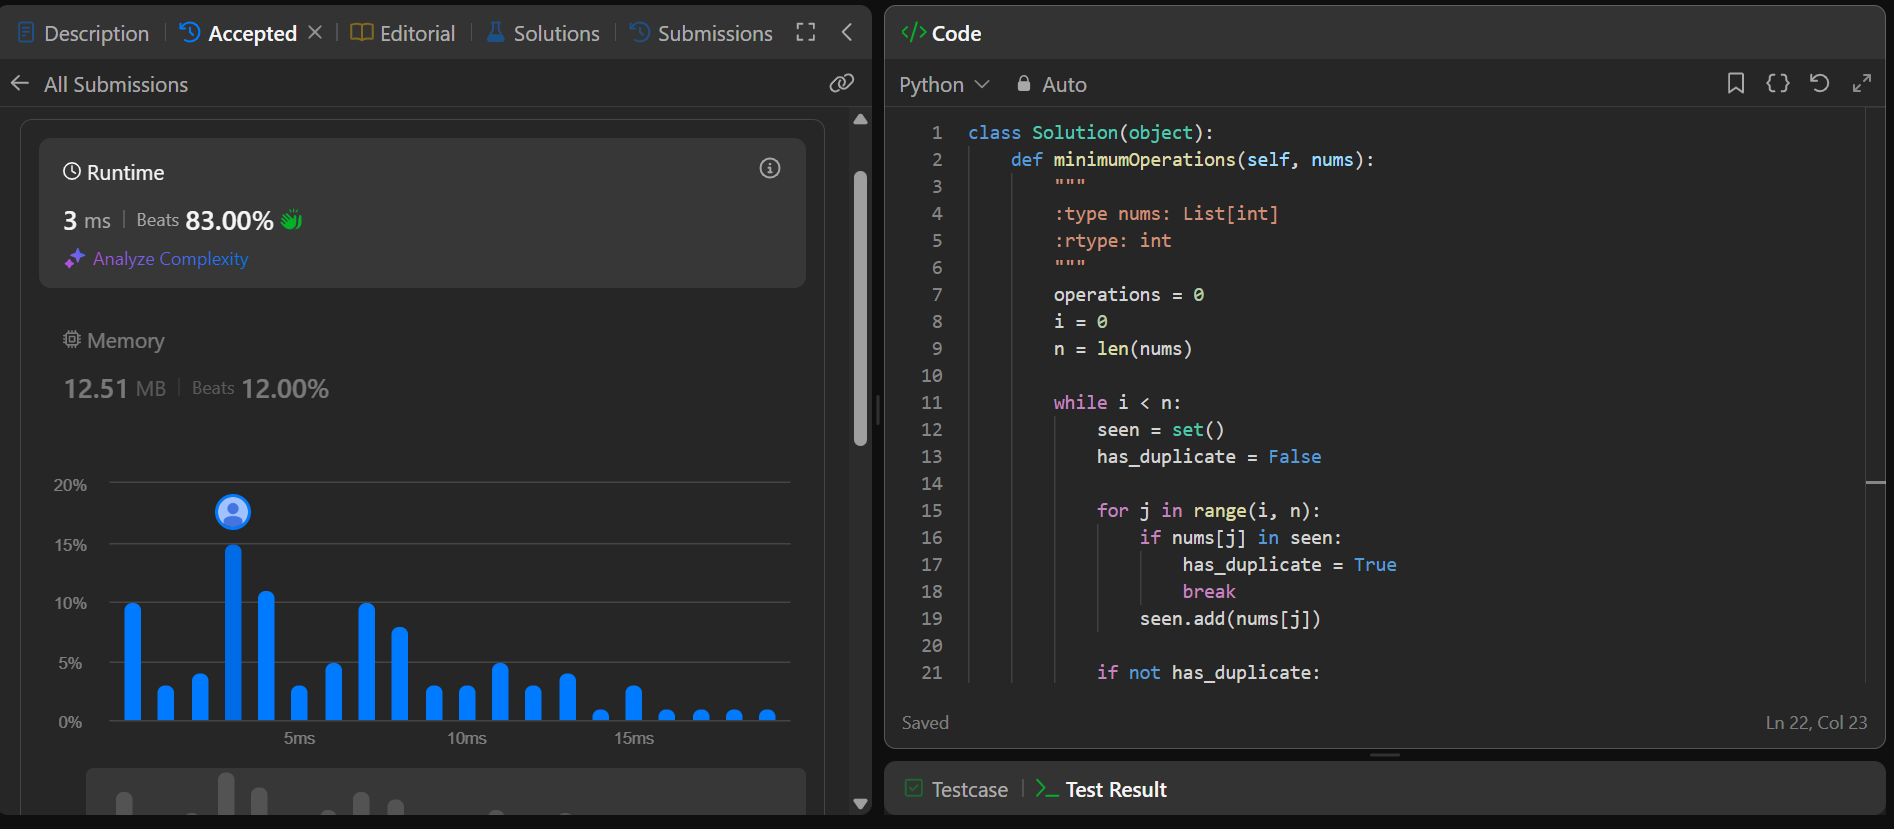 Description
Accepted
Editorial
Solutions
Submissions
All Submissions
Runtime
3 ms | Beats 83.00%
Analyze Complexity
Memory
12.51 MB | Beats 12.00%
20%
15%
10%
5%
0%
5ms 10ms 15ms
</> Code
Python Auto
1 class Solution(object):
2 def minimumOperations(self, nums):
3 """
4 :type nums: List[int]
5 :rtype: int
6 """
7 operations = 0
8 i = 0
9 n = len(nums)
10
11 while i < n:
12 seen = set()
13 has_duplicate = False
14
15 for j in range(i, n):
16 if nums[j] in seen:
17 has_duplicate = True
18 break
19 seen.add(nums[j])
20
21 if not has_duplicate:
Saved Ln 22, Col 23
Testcase
Test Result